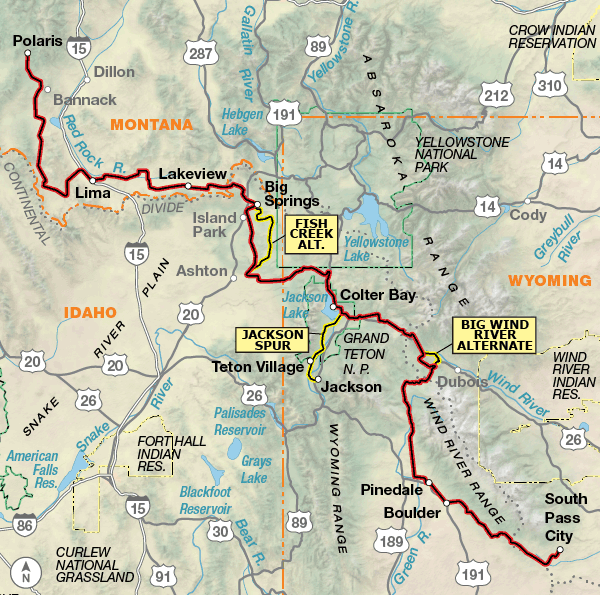 Polaris
15
Dillon
Bannack
287
Gallatin
River
89
Yellowstone R.
ABSAROKA
RANGE
CROW INDIAN
RESERVATION
310
212
MONTANA
Hebgen
Lake
191
Red Rock R.
YELLOWSTONE
NATIONAL
PARK
14
Lakeview
Lima
CONTINENTAL
DIVIDE
Big
Springs
Island
Park
FISH
CREEK
ALT.
14
Cody
Greybull
River
15
Yellowstone
Lake
Ashton
WYOMING
IDAHO
SNAKE RIVER PLAIN
20
Jackson
Lake
Colter Bay
JACKSON
SPUR
GRAND
TETON
N. P.
BIG WIND
RIVER
ALTERNATE
20
20
Teton Village
Jackson
Dubois
Wind River
WIND
RIVER
INDIAN
RES.
26
Snake River
26
Palisades
Reservoir
26
FORT HALL
INDIAN
RES.
American
Falls
Res.
Grays
Lake
Blackfoot
Reservoir
WYOMING RANGE
WIND RIVER RANGE
Pinedale
Boulder
South
Pass
City
86
15
30
Bear R.
89
189
Green R.
191
N
CURLEW
NATIONAL
GRASSLAND
91